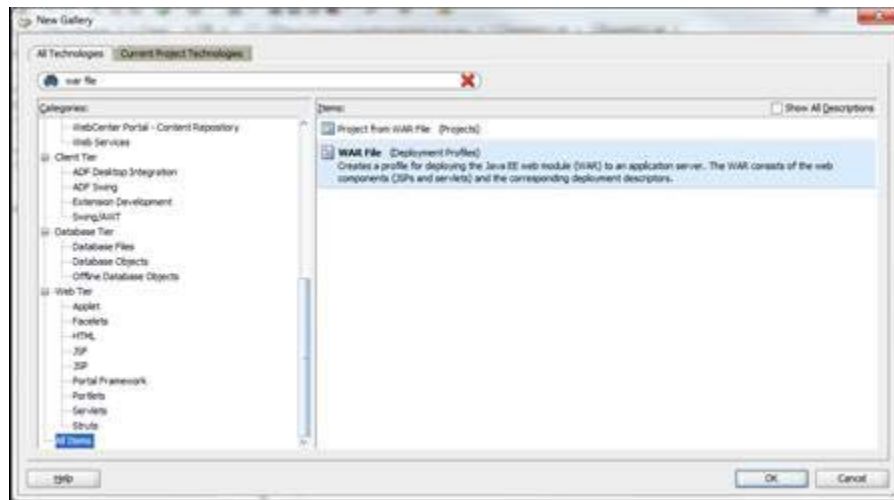 New Gallery
All Technologies Current Project Technologies
war file
Categories:
WebCenter Portal - Content Repository
Web Services
Client Tier
ADF Desktop Integration
ADF Swing
Extension Development
Swing/AWT
Database Tier
Database Files
Database Objects
Offline Database Objects
Web Tier
Applet
Facelets
HTML
JSF
JSP
Portal Framework
Portlets
Servlets
Struts
All Items
Items:
Show All Descriptions
Project from WAR File (Projects)
WAR File (Deployment Profiles)
Creates a profile for deploying the Java EE web module (WAR) to an application server. The WAR consists of the web
components (JSPs and servlets) and the corresponding deployment descriptors.
Help
OK
Cancel